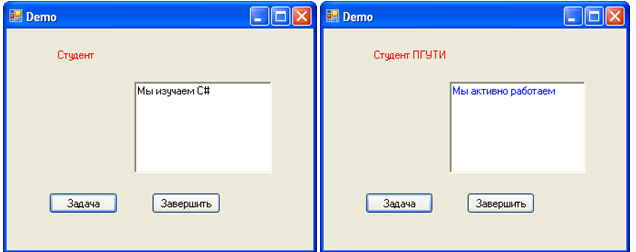 Demo
Студент
Мы изучаем C#
Задача
Завершить
Demo
Студент ПГУТИ
Мы активно работаем
Задача
Завершить